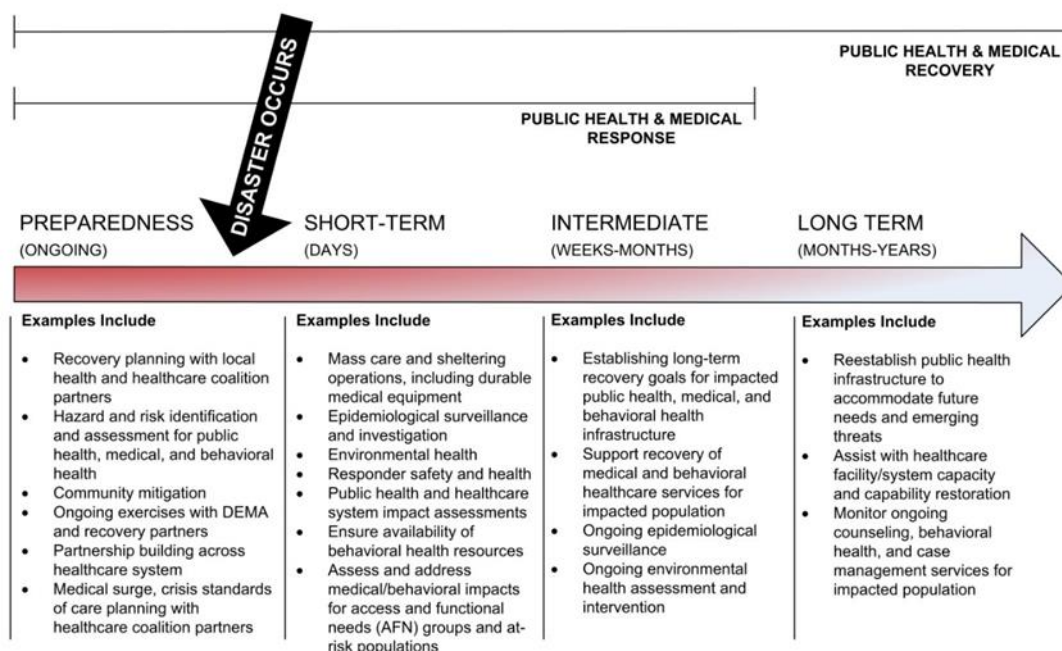 PUBLIC HEALTH & MEDICAL
RECOVERY
PUBLIC HEALTH & MEDICAL
RESPONSE
DISASTER OCCURS
PREPAREDNESS
(ONGOING)
SHORT-TERM
(DAYS)
INTERMEDIATE
(WEEKS-MONTHS)
LONG TERM
(MONTHS-YEARS)
Examples Include
• Recovery planning with local
health and healthcare coalition
partners
• Hazard and risk identification
and assessment for public
health, medical, and behavioral
health
• Community mitigation
• Ongoing exercises with DEMA
and recovery partners
• Partnership building across
healthcare system
• Medical surge, crisis standards
of care planning with
healthcare coalition partners
Examples Include
• Mass care and sheltering
operations, including durable
medical equipment
• Epidemiological surveillance
and investigation
• Environmental health
• Responder safety and health
• Public health and healthcare
system impact assessments
• Ensure availability of
behavioral health resources
• Assess and address
medical/behavioral impacts
for access and functional
needs (AFN) groups and at-
risk populations
Examples Include
• Establishing long-term
recovery goals for impacted
public health, medical, and
behavioral health
infrastructure
• Support recovery of
medical and behavioral
healthcare services for
impacted population
• Ongoing epidemiological
surveillance
• Ongoing environmental
health assessment and
intervention
Examples Include
• Reestablish public health
infrastructure to
accommodate future
needs and emerging
threats
• Assist with healthcare
facility/system capacity
and capability restoration
• Monitor ongoing
counseling, behavioral
health, and case
management services for
impacted population